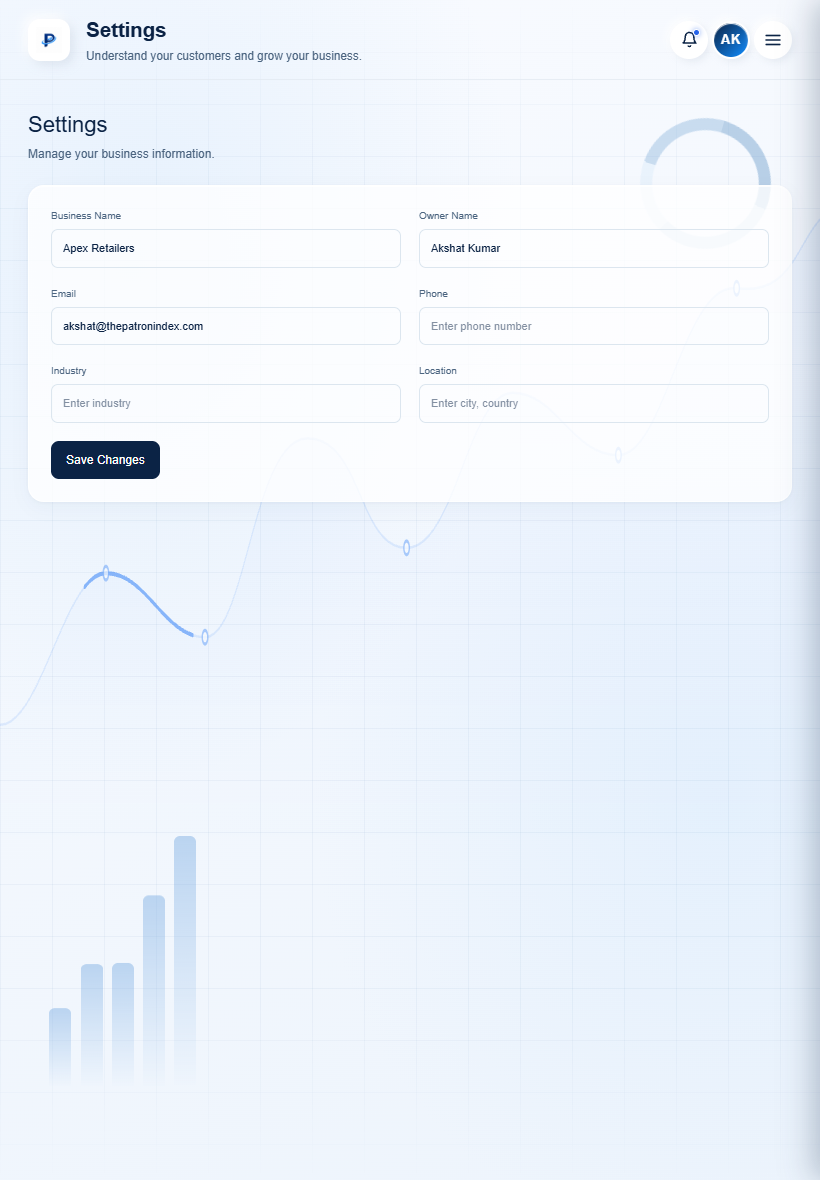 P
Settings
Understand your customers and grow your business.
AK
Settings
Manage your business information.
Business Name
Owner Name
Apex Retailers
Akshat Kumar
Email
Phone
akshat@thepatronindex.com
Enter phone number
Industry
Location
Enter industry
Enter city, country
Save Changes